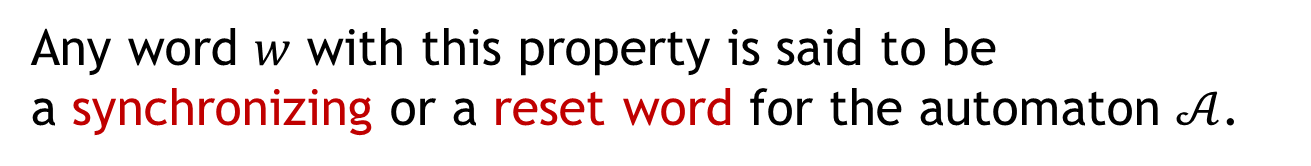 Any word 𝑤 with this property is said to be
a synchronizing or a reset word for the automaton 𝒜.